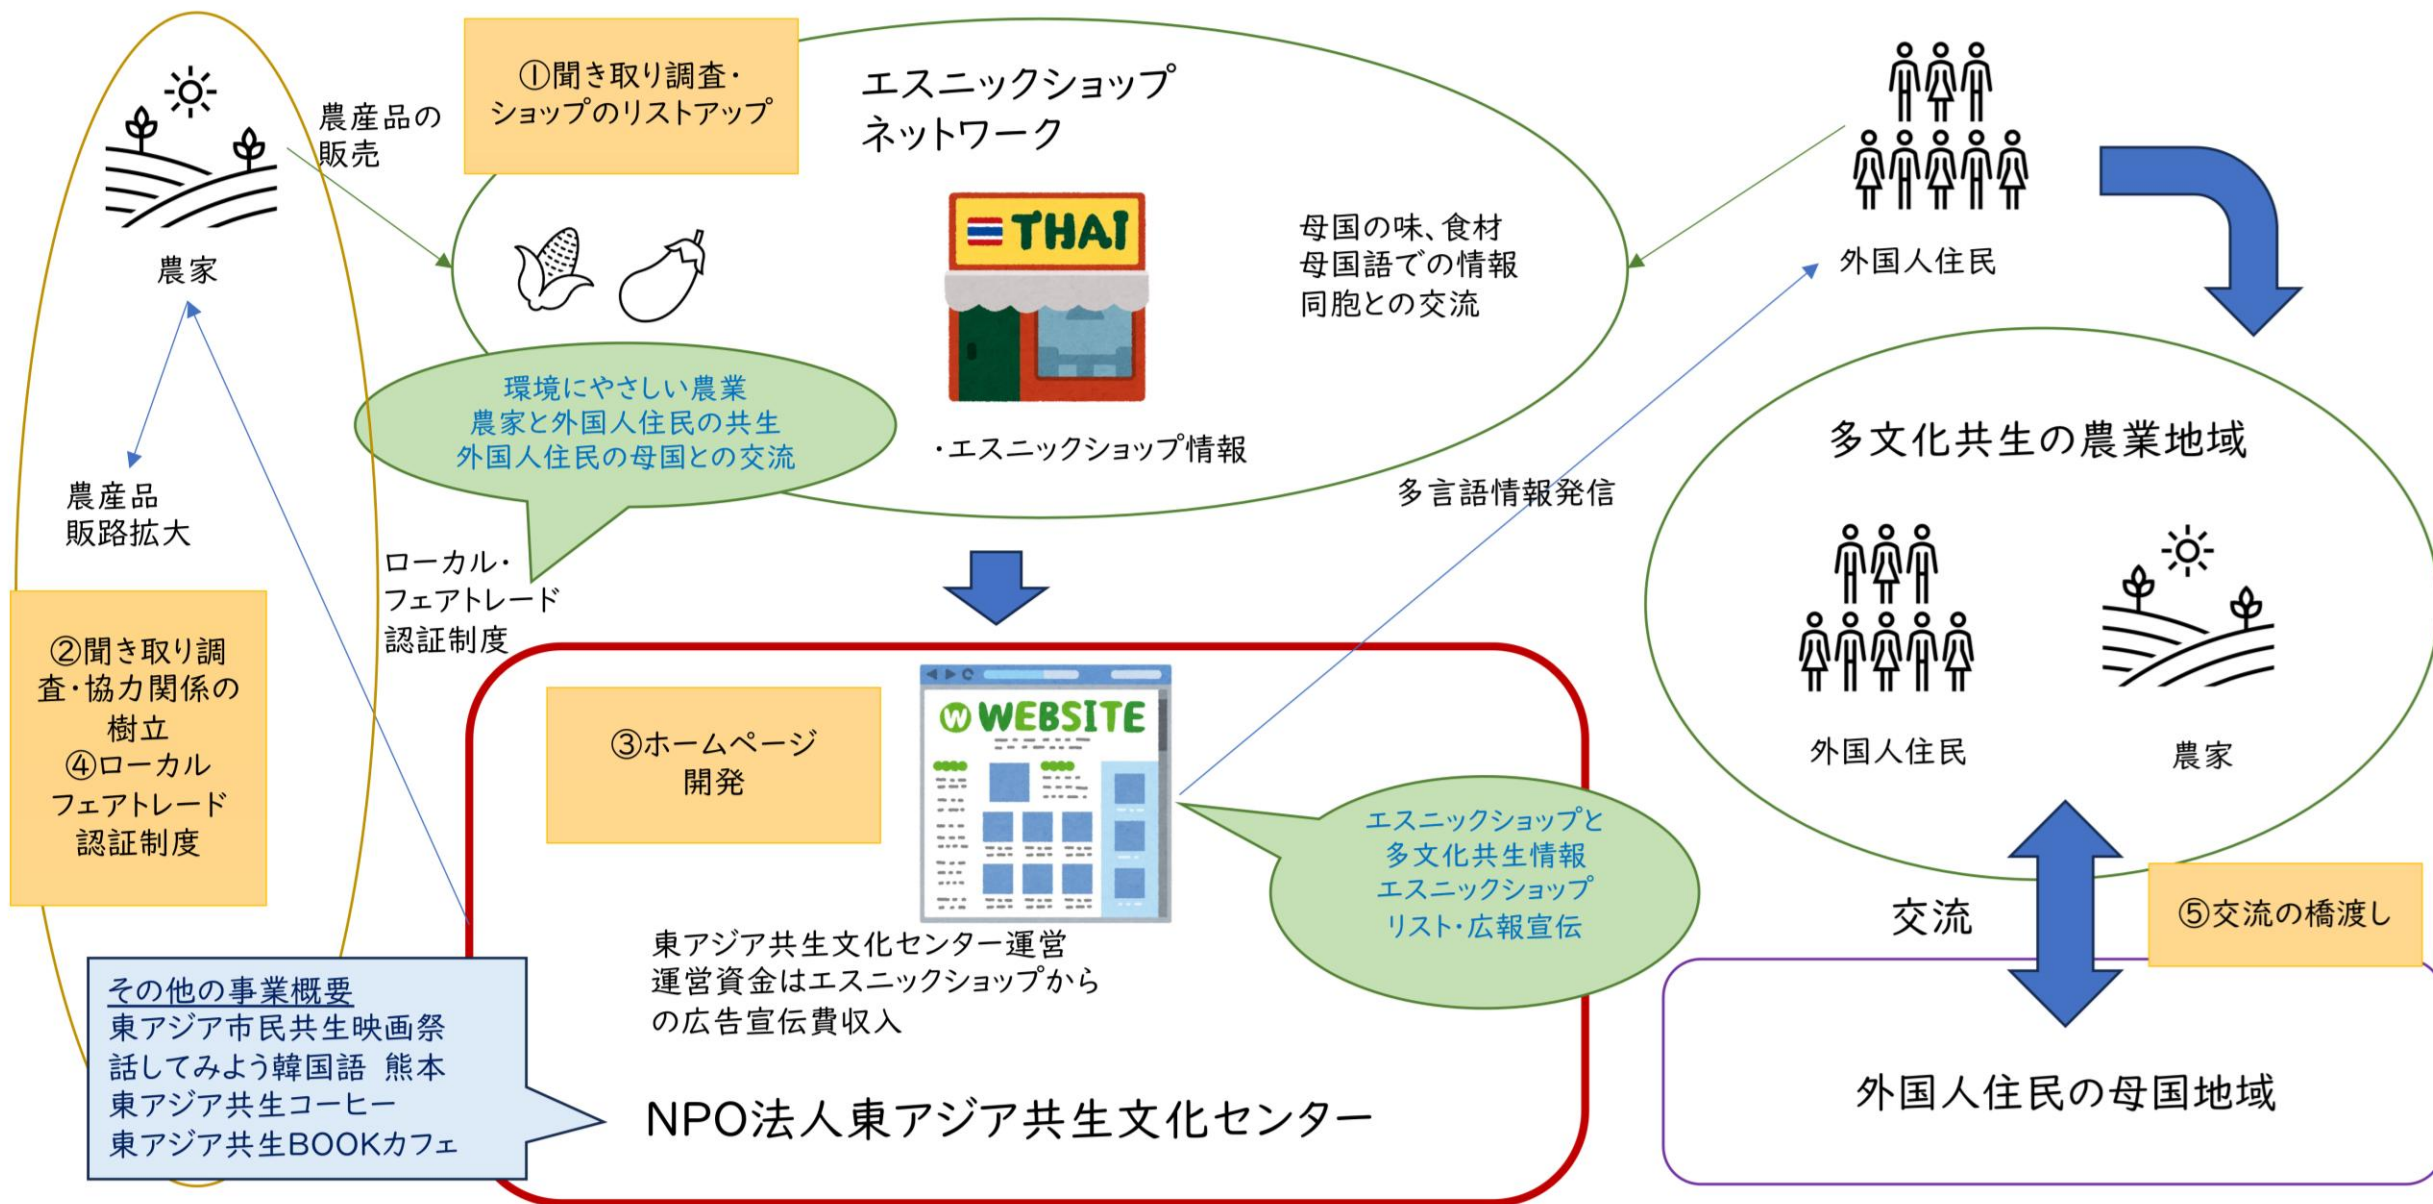 ①聞き取り調査・
ショップのリストアップ
エスニックショップ
ネットワーク
農産品の
販売
農家
THAI
母国の味、食材
母国語での情報
同胞との交流
外国人住民
環境にやさしい農業
農家と外国人住民の共生
外国人住民の母国との交流
・エスニックショップ情報
多言語情報発信
農産品
販路拡大
ローカル・
フェアトレード
認証制度
②聞き取り調
査・協力関係の
樹立
④ローカル
フェアトレード
認証制度
③ホームページ
開発
W WEBSITE
エスニックショップと
多文化共生情報
エスニックショップ
リスト・広報宣伝
東アジア共生文化センター運営
運営資金はエスニックショップから
の広告宣伝費収入
NPO法人東アジア共生文化センター
その他の事業概要
東アジア市民共生映画祭
話してみよう韓国語 熊本
東アジア共生コーヒー
東アジア共生BOOKカフェ
多文化共生の農業地域
外国人住民
農家
交流
⑤交流の橋渡し
外国人住民の母国地域